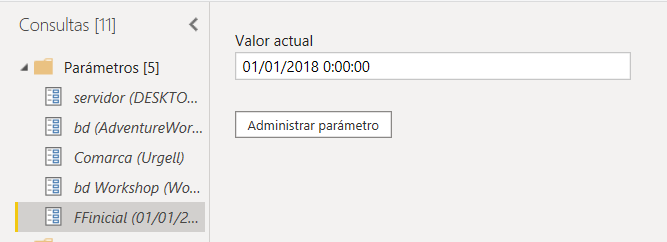 Consultas [11]
Parámetros [5]
servidor (DESKTO...
bd (AdventureWor...
Comarca (Urgell)
bd Workshop (Wo...
FFinicial (01/01/2...
Valor actual
01/01/2018 0:00:00
Administrar parámetro